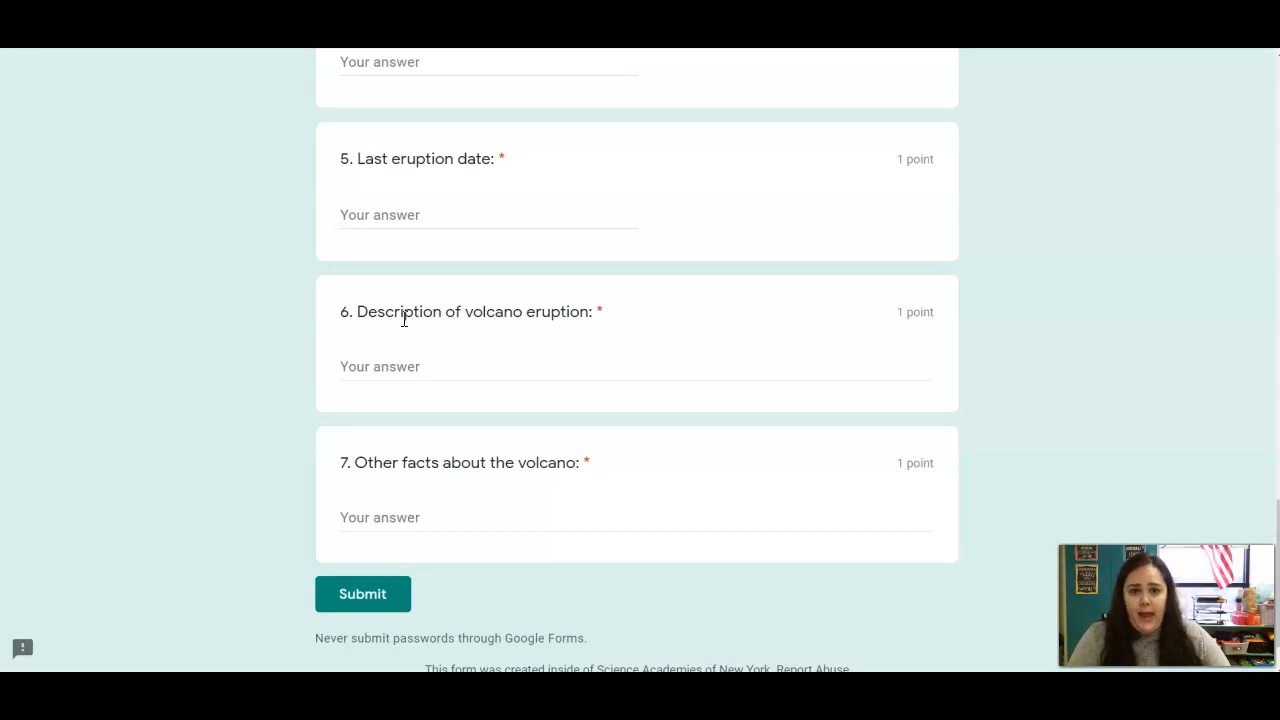 Your answer
5. Last eruption date: *
1 point
Your answer
6. Description of volcano eruption: *
1 point
Your answer
7. Other facts about the volcano: *
1 point
Your answer
Submit
Never submit passwords through Google Forms.
This form was created inside of Science Academies of New York. Report Abuse